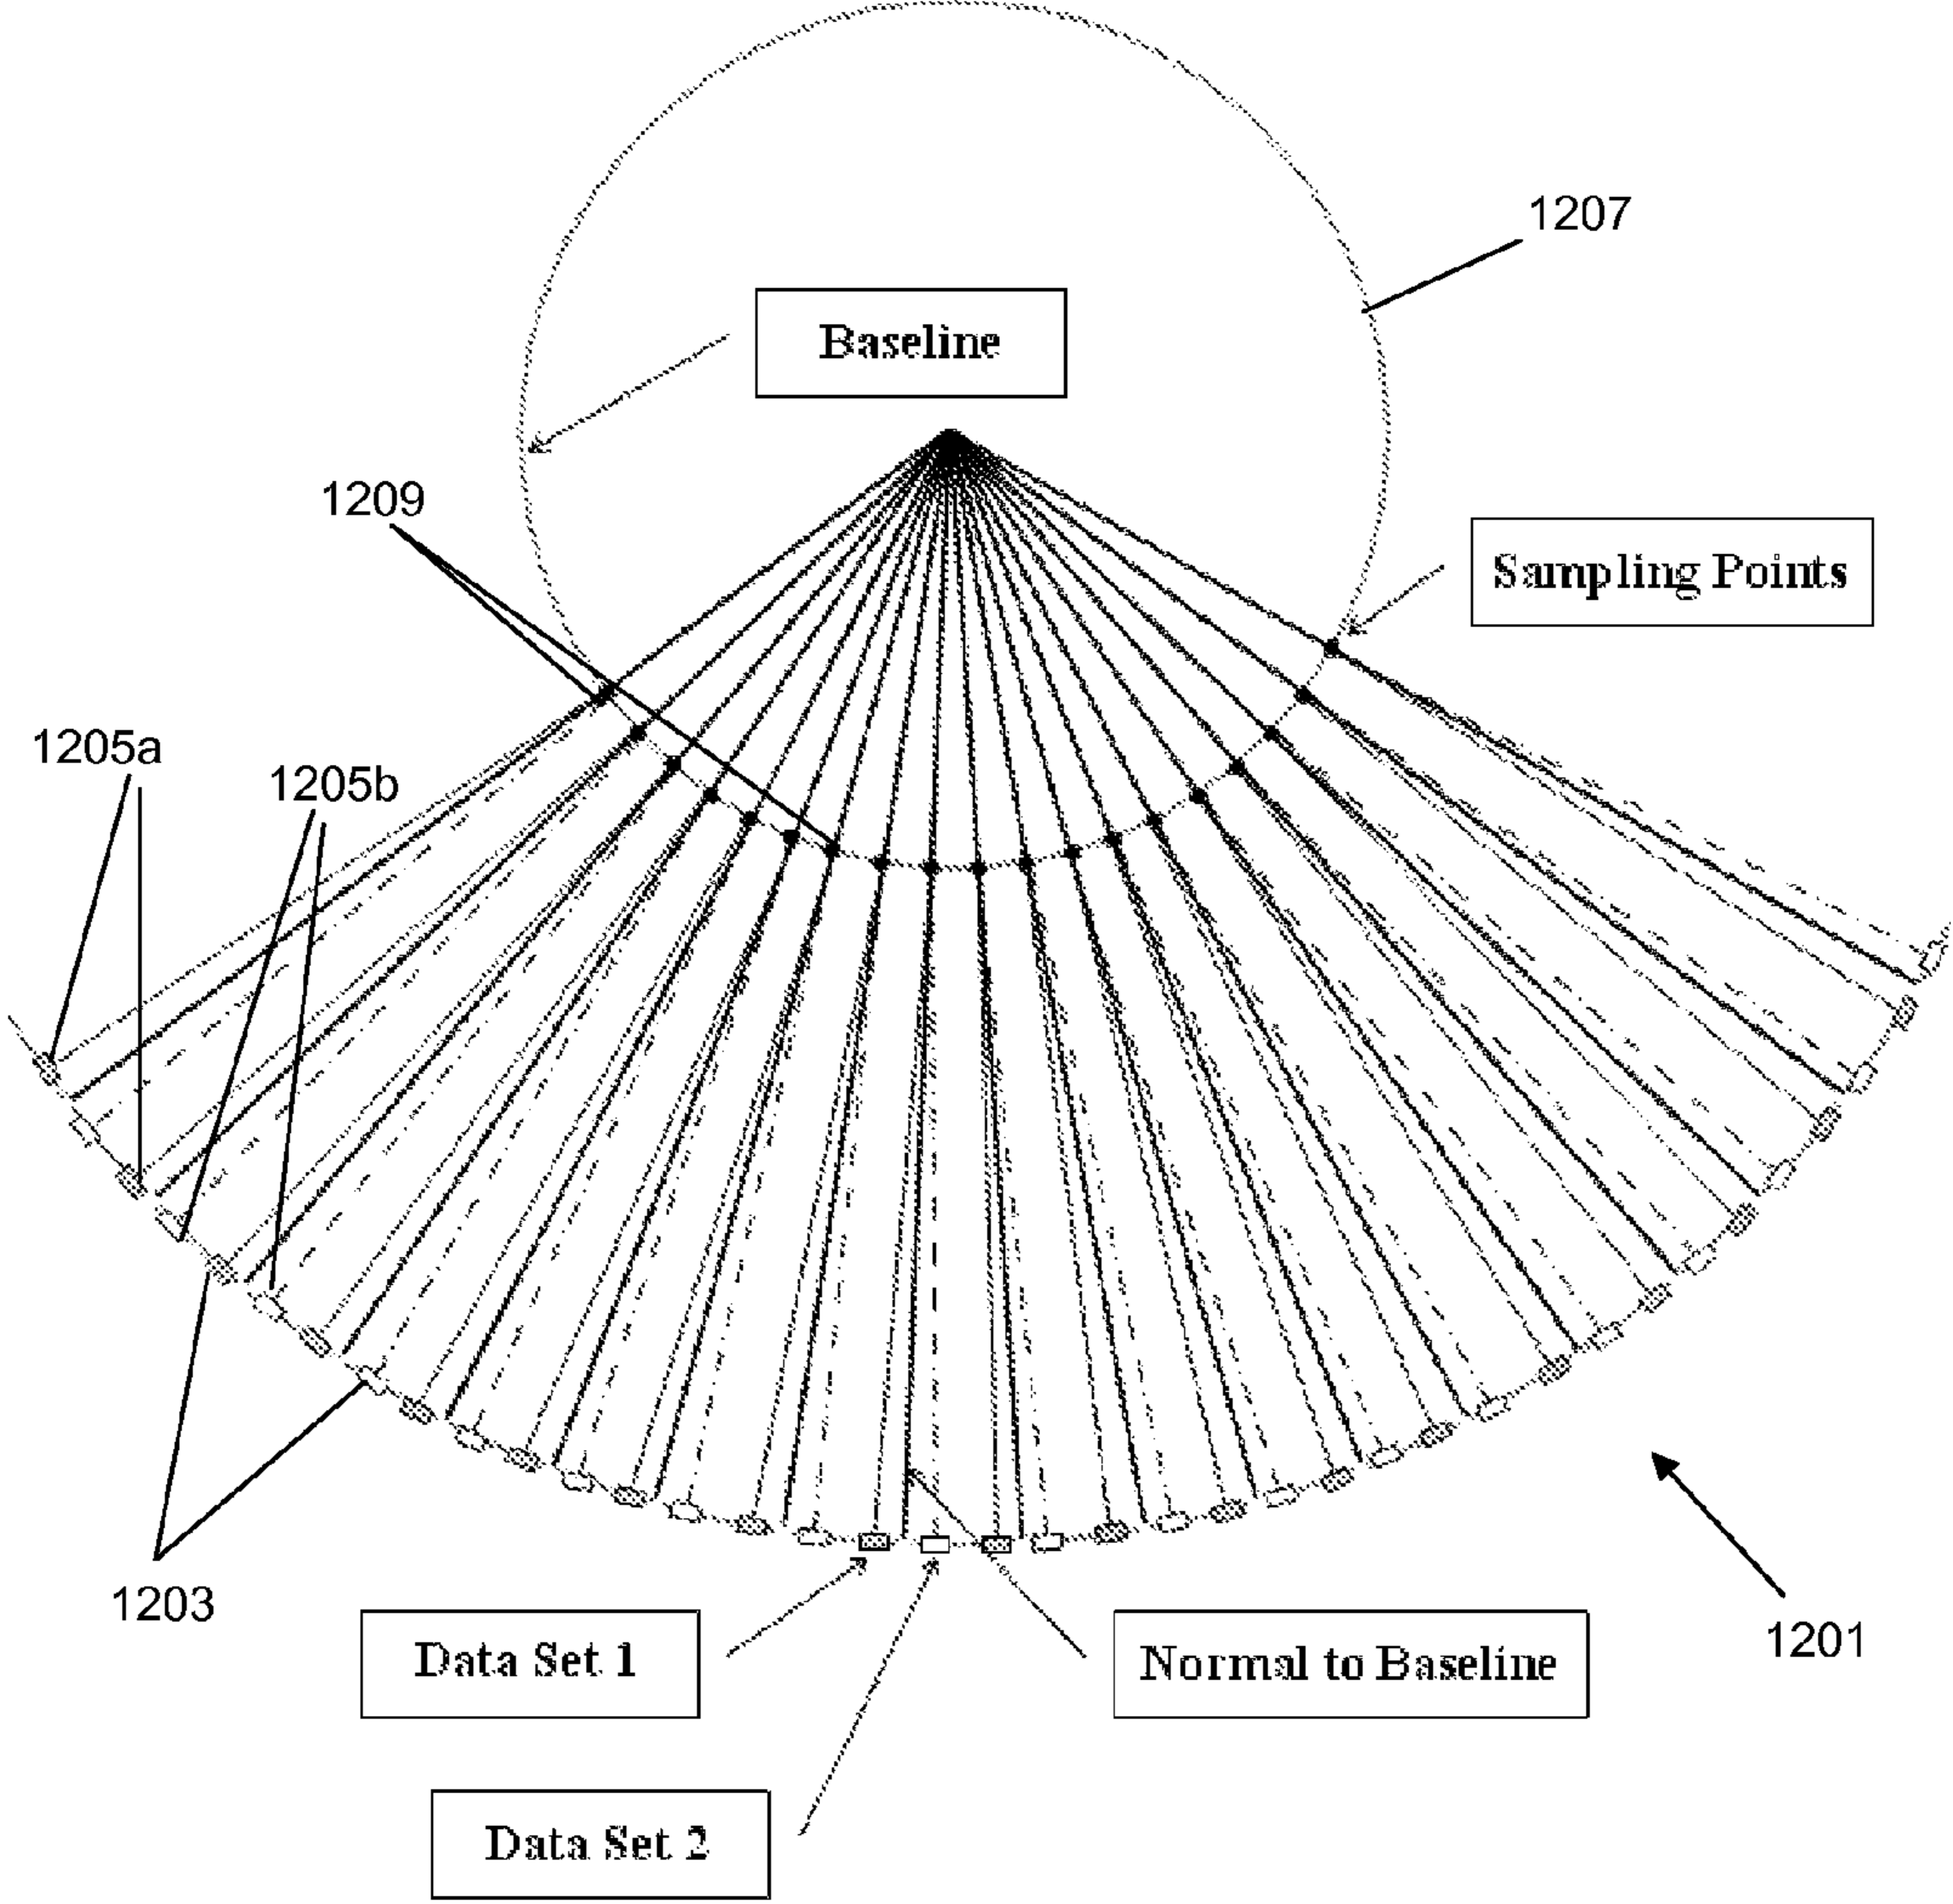 1207
Baseline
1209
Sampling Points
1205a
1205b
1203
Data Set 1
Normal to Baseline
1201
Data Set 2